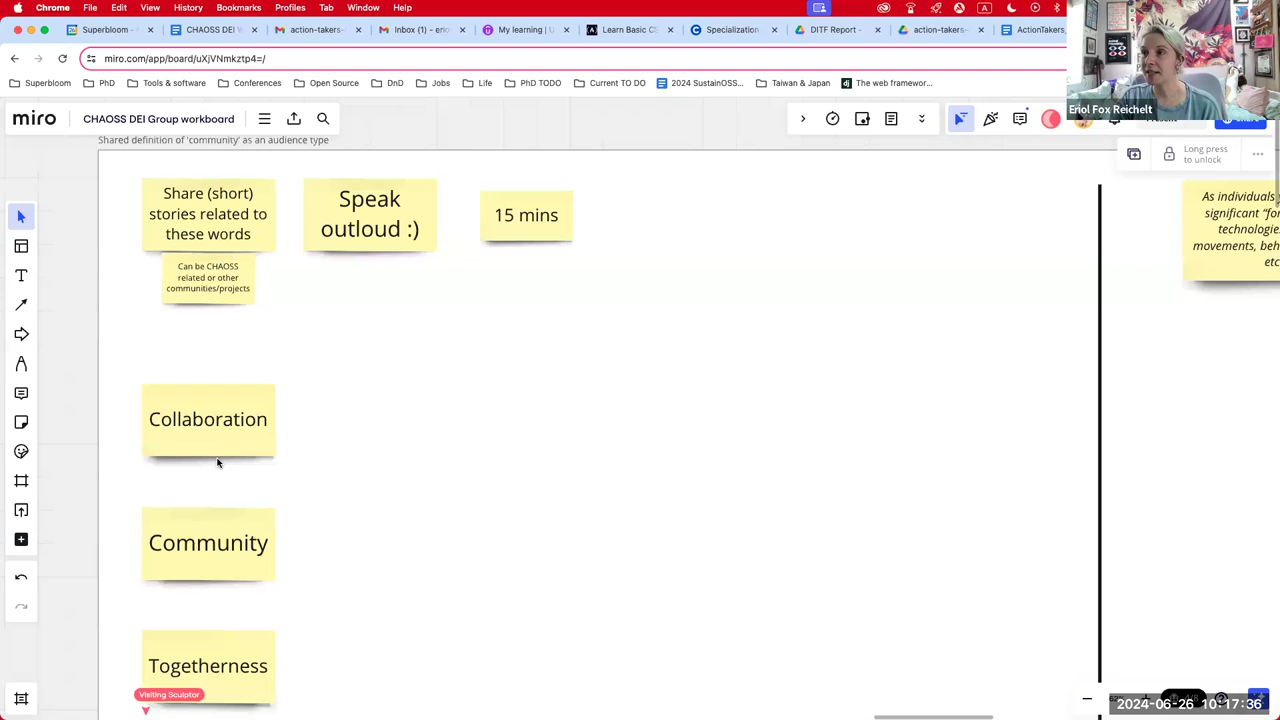 Chrome File Edit View History Bookmarks Profiles Tab Window Help
Superbloom - CHAOSS DEI W action-takers- Inbox (1) - erio My learning | U Learn Basic CS Specialization DITF Report - action-takers- ActionTakers
miro.com/app/board/uXjVNmkztp4=/
Superbloom PhD Tools & software Conferences Open Source DnD Jobs Life PhD TODO Current TO DO 2024 SustainOSS... Taiwan & Japan The web framewor...
Eriol Fox Reichelt
miro CHAOSS DEI Group workboard
Shared definition of 'community' as an audience type
Long press
to unlock
Share (short)
stories related to
these words
Speak
outloud :)
15 mins
As individuals
significant "for
technologie
movements, beh
etc
Can be CHAOSS
related or other
communities/projects
Collaboration
Community
Togetherness
Visiting Sculptor
2024-06-26 10:17:36